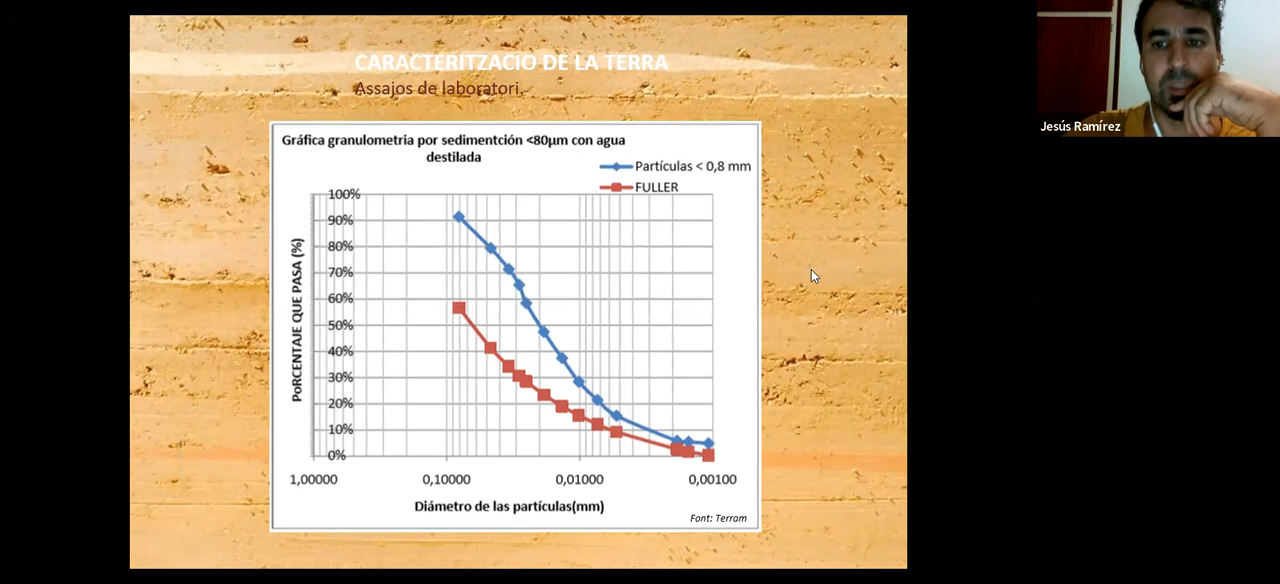 CARACTERITZACIO DE LA TERRA
Assajos de laboratori.
Jesús Ramírez
Gráfica granulometria por sedimentción <80µm con agua
destilada
Partículas < 0,8 mm
FULLER
PoRCENTAJE QUE PASA (%)
100%
90%
80%
70%
60%
50%
40%
30%
20%
10%
0%
1,00000 0,10000 0,01000 0,00100
Diámetro de las partículas(mm)
Font: Terram